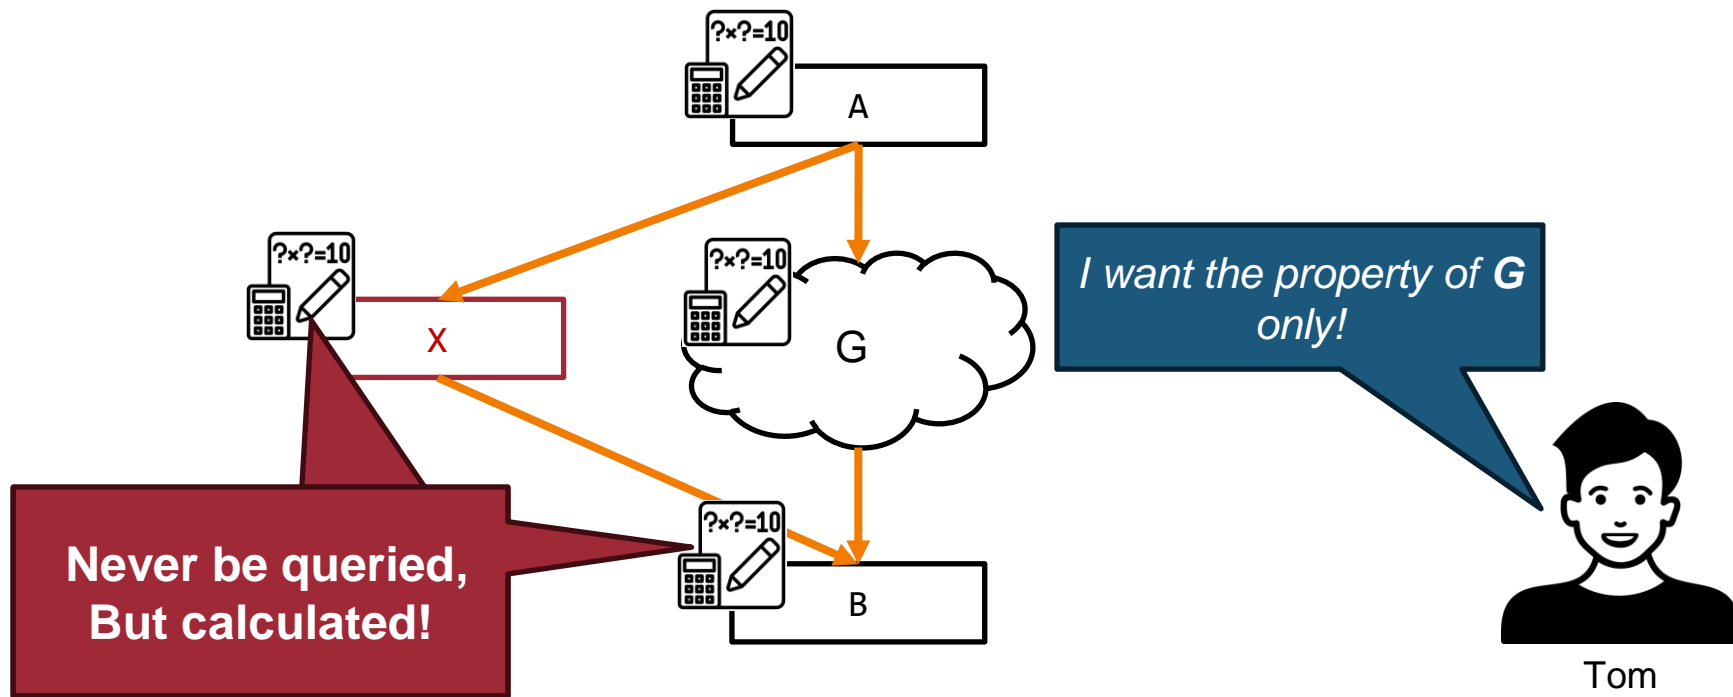 ?×?=10
A
?×?=10
X
?×?=10
G
I want the property of G
only!
Never be queried,
But calculated!
?×?=10
B
Tom